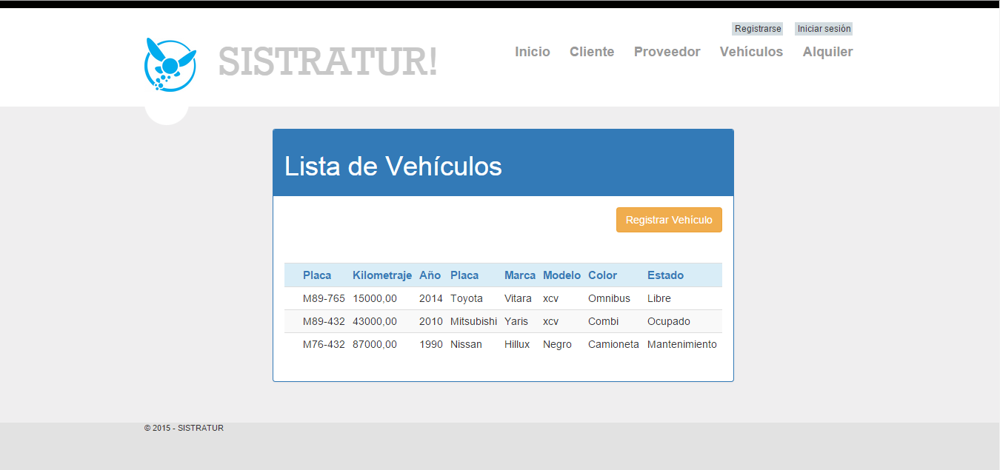 Registrarse Iniciar sesión
SISTRATUR!
Inicio Cliente Proveedor Vehículos Alquiler
Lista de Vehículos
Registrar Vehículo
Placa Kilometraje Año Placa Marca Modelo Color Estado
M89-765 15000,00 2014 Toyota Vitara xcv Omnibus Libre
M89-432 43000,00 2010 Mitsubishi Yaris xcv Combi Ocupado
M76-432 87000,00 1990 Nissan Hillux Negro Camioneta Mantenimiento
© 2015 - SISTRATUR